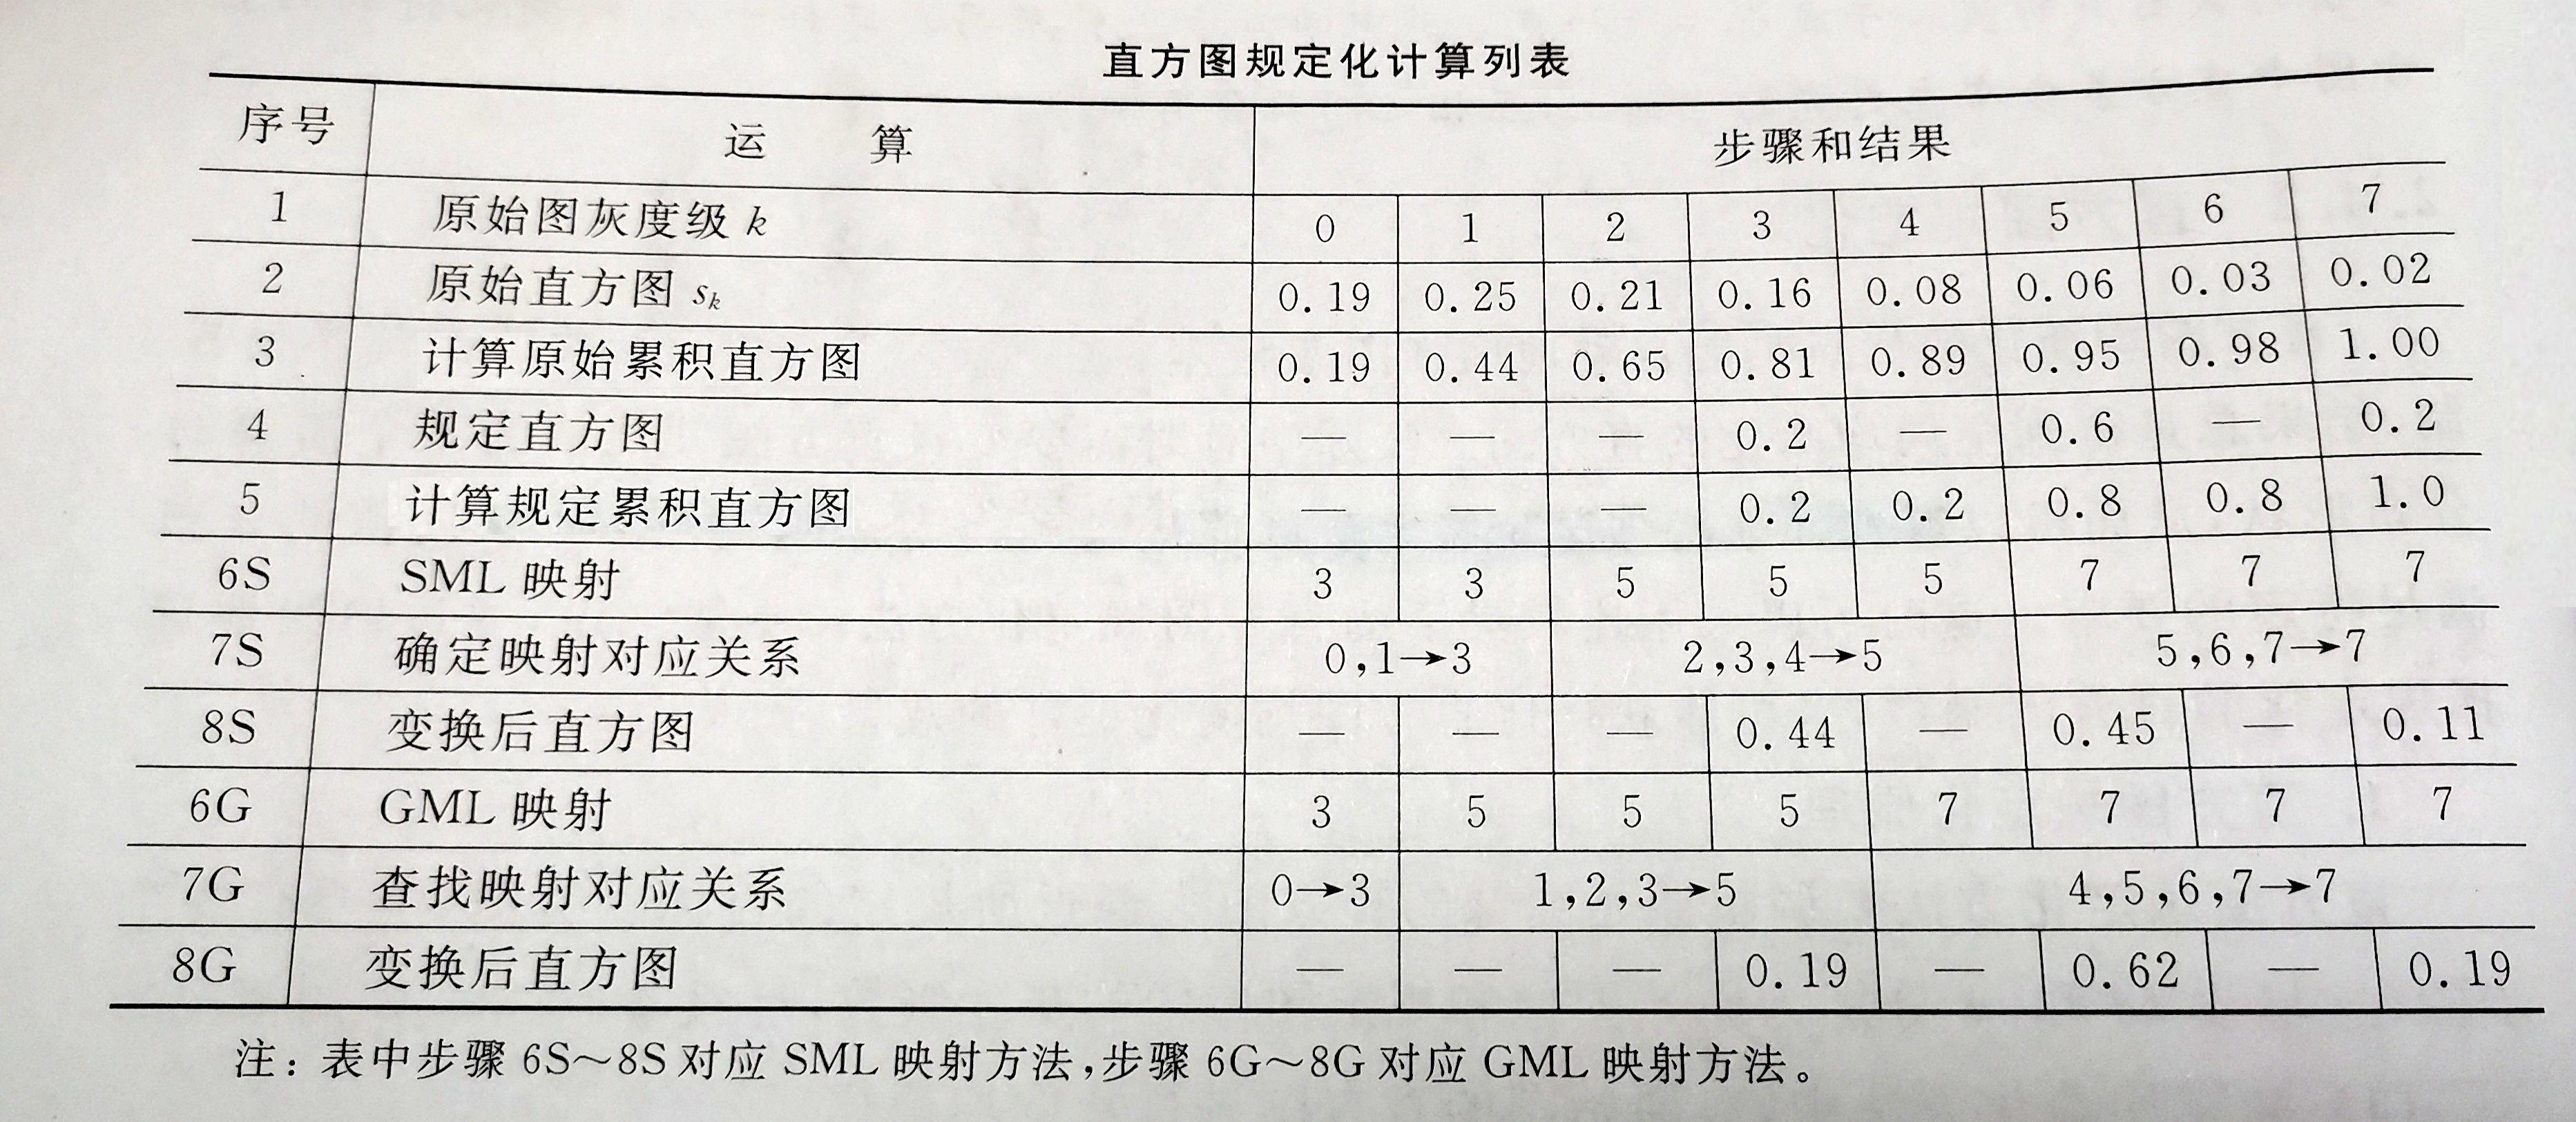 直方图规定化计算列表
序号 运 算 步骤和结果
1 原始图灰度级 k 0 1 2 3 4 5 6 7
2 原始直方图 sk 0.19 0.25 0.21 0.16 0.08 0.06 0.03 0.02
3 计算原始累积直方图 0.19 0.44 0.65 0.81 0.89 0.95 0.98 1.00
4 规定直方图 — — — 0.2 — 0.6 — 0.2
5 计算规定累积直方图 — — — 0.2 0.2 0.8 0.8 1.0
6S SML 映射 3 3 5 5 5 7 7 7
7S 确定映射对应关系 0,1→3 2,3,4→5 5,6,7→7
8S 变换后直方图 — — — 0.44 — 0.45 — 0.11
6G GML 映射 3 5 5 5 7 7 7 7
7G 查找映射对应关系 0→3 1,2,3→5 4,5,6,7→7
8G 变换后直方图 — — — 0.19 — 0.62 — 0.19
注：表中步骤 6S～8S 对应 SML 映射方法,步骤 6G～8G 对应 GML 映射方法。